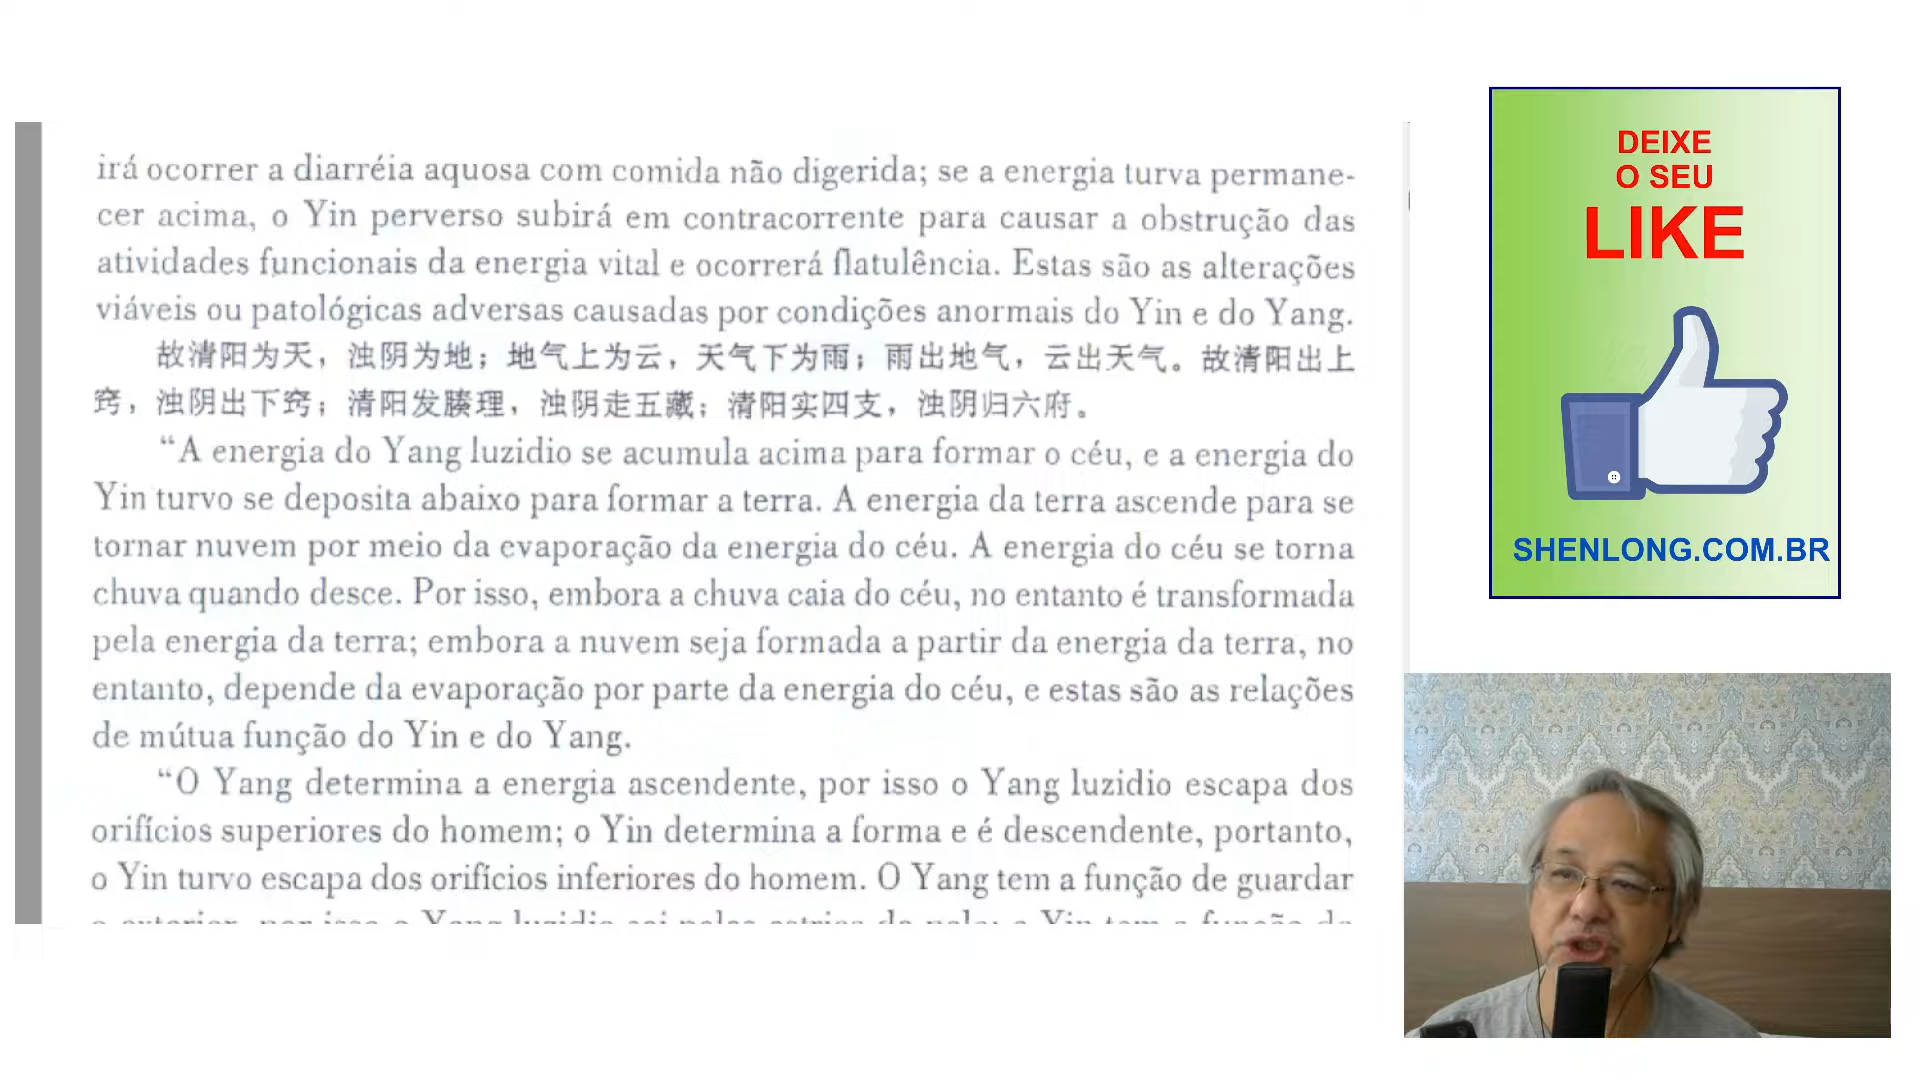 irá ocorrer a diarréia aquosa com comida não digerida; se a energia turva permane-
cer acima, o Yin perverso subirá em contracorrente para causar a obstrução das
atividades funcionais da energia vital e ocorrerá flatulência. Estas são as alterações
viáveis ou patológicas adversas causadas por condições anormais do Yin e do Yang.
故清阳为天，浊阴为地；地气上为云，天气下为雨；雨出地气，云出天气。故清阳出上
窍，浊阴出下窍；清阳发腠理，浊阴走五藏；清阳实四支，浊阴归六府。
“A energia do Yang luzidio se acumula acima para formar o céu, e a energia do
Yin turvo se deposita abaixo para formar a terra. A energia da terra ascende para se
tornar nuvem por meio da evaporação da energia do céu. A energia do céu se torna
chuva quando desce. Por isso, embora a chuva caia do céu, no entanto é transformada
pela energia da terra; embora a nuvem seja formada a partir da energia da terra, no
entanto, depende da evaporação por parte da energia do céu, e estas são as relações
de mútua função do Yin e do Yang.
“O Yang determina a energia ascendente, por isso o Yang luzidio escapa dos
orifícios superiores do homem; o Yin determina a forma e é descendente, portanto,
o Yin turvo escapa dos orifícios inferiores do homem. O Yang tem a função de guardar
DEIXE
O SEU
LIKE
SHENLONG.COM.BR